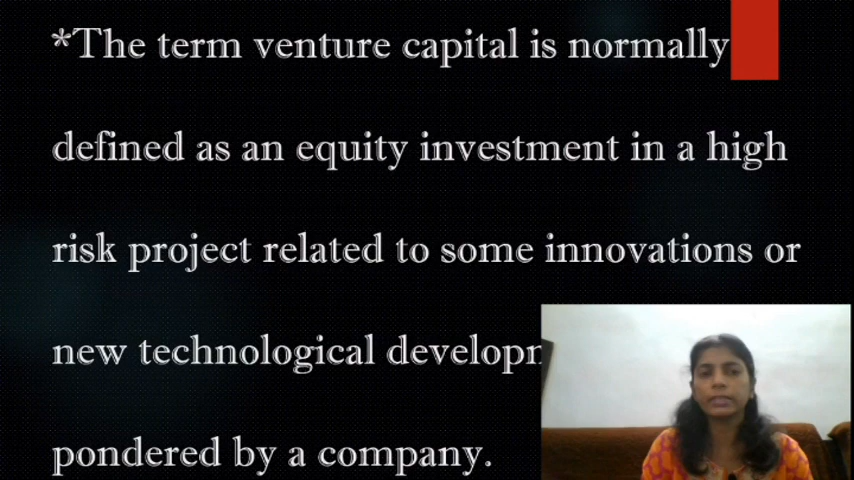 *The term venture capital is normally
defined as an equity investment in a high
risk project related to some innovations or
new technological
pondered by a company.